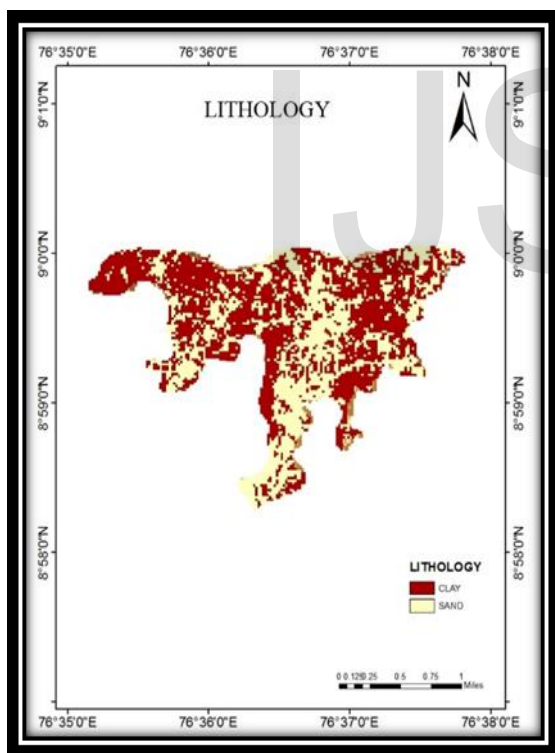 76°35'0"E 76°36'0"E 76°37'0"E 76°38'0"E
IJS
N
LITHOLOGY
9°1'0"N 9°1'0"N
9°0'0"N 9°0'0"N
8°59'0"N 8°59'0"N
8°58'0"N 8°58'0"N
LITHOLOGY
CLAY
SAND
0 0.125 0.25 0.5 0.75 1
Miles
76°35'0"E 76°36'0"E 76°37'0"E 76°38'0"E